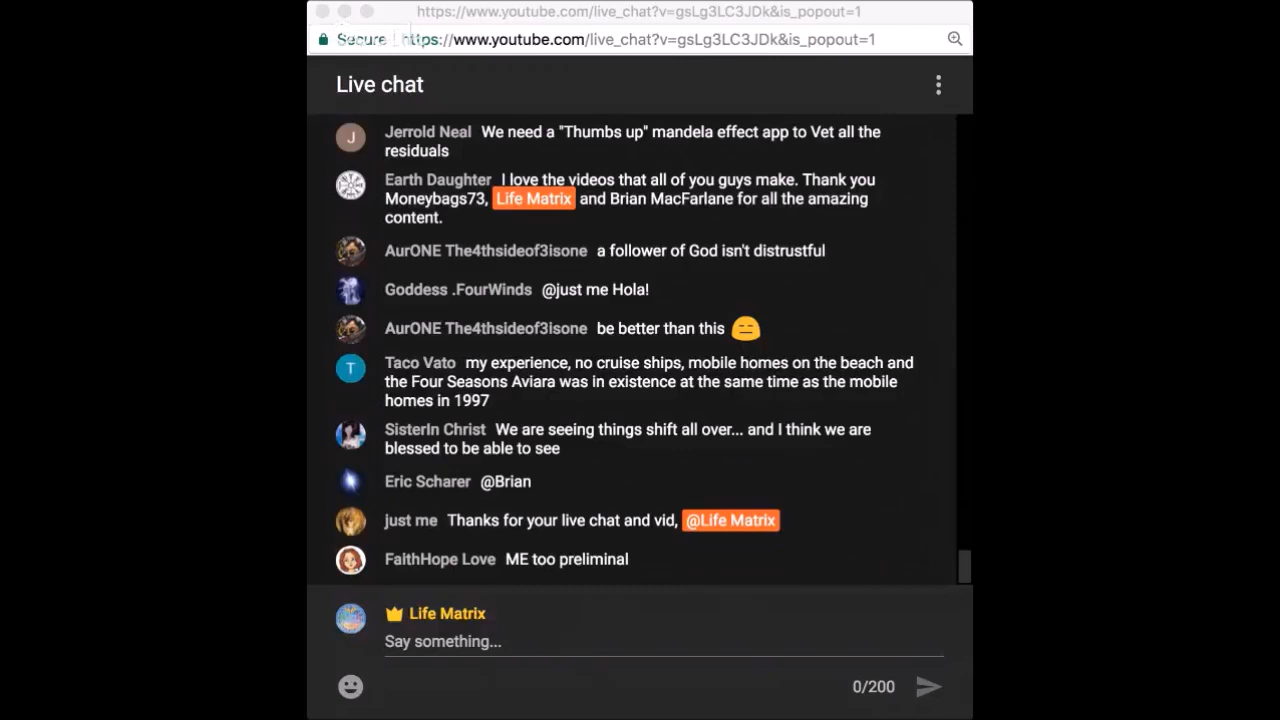 https://www.youtube.com/live_chat?v=gsLg3LC3JDk&is_popout=1
Secure https://www.youtube.com/live_chat?v=gsLg3LC3JDk&is_popout=1
Live chat
J Jerrold Neal We need a "Thumbs up" mandela effect app to Vet all the
residuals
Earth Daughter I love the videos that all of you guys make. Thank you
Moneybags73, Life Matrix and Brian MacFarlane for all the amazing
content.
AurONE The4thsideof3isone a follower of God isn't distrustful
Goddess .FourWinds @just me Hola!
AurONE The4thsideof3isone be better than this 😑
T Taco Vato my experience, no cruise ships, mobile homes on the beach and
the Four Seasons Aviara was in existence at the same time as the mobile
homes in 1997
SisterIn Christ We are seeing things shift all over... and I think we are
blessed to be able to see
Eric Scharer @Brian
just me Thanks for your live chat and vid, @Life Matrix
FaithHope Love ME too preliminal
Life Matrix
Say something...
0/200